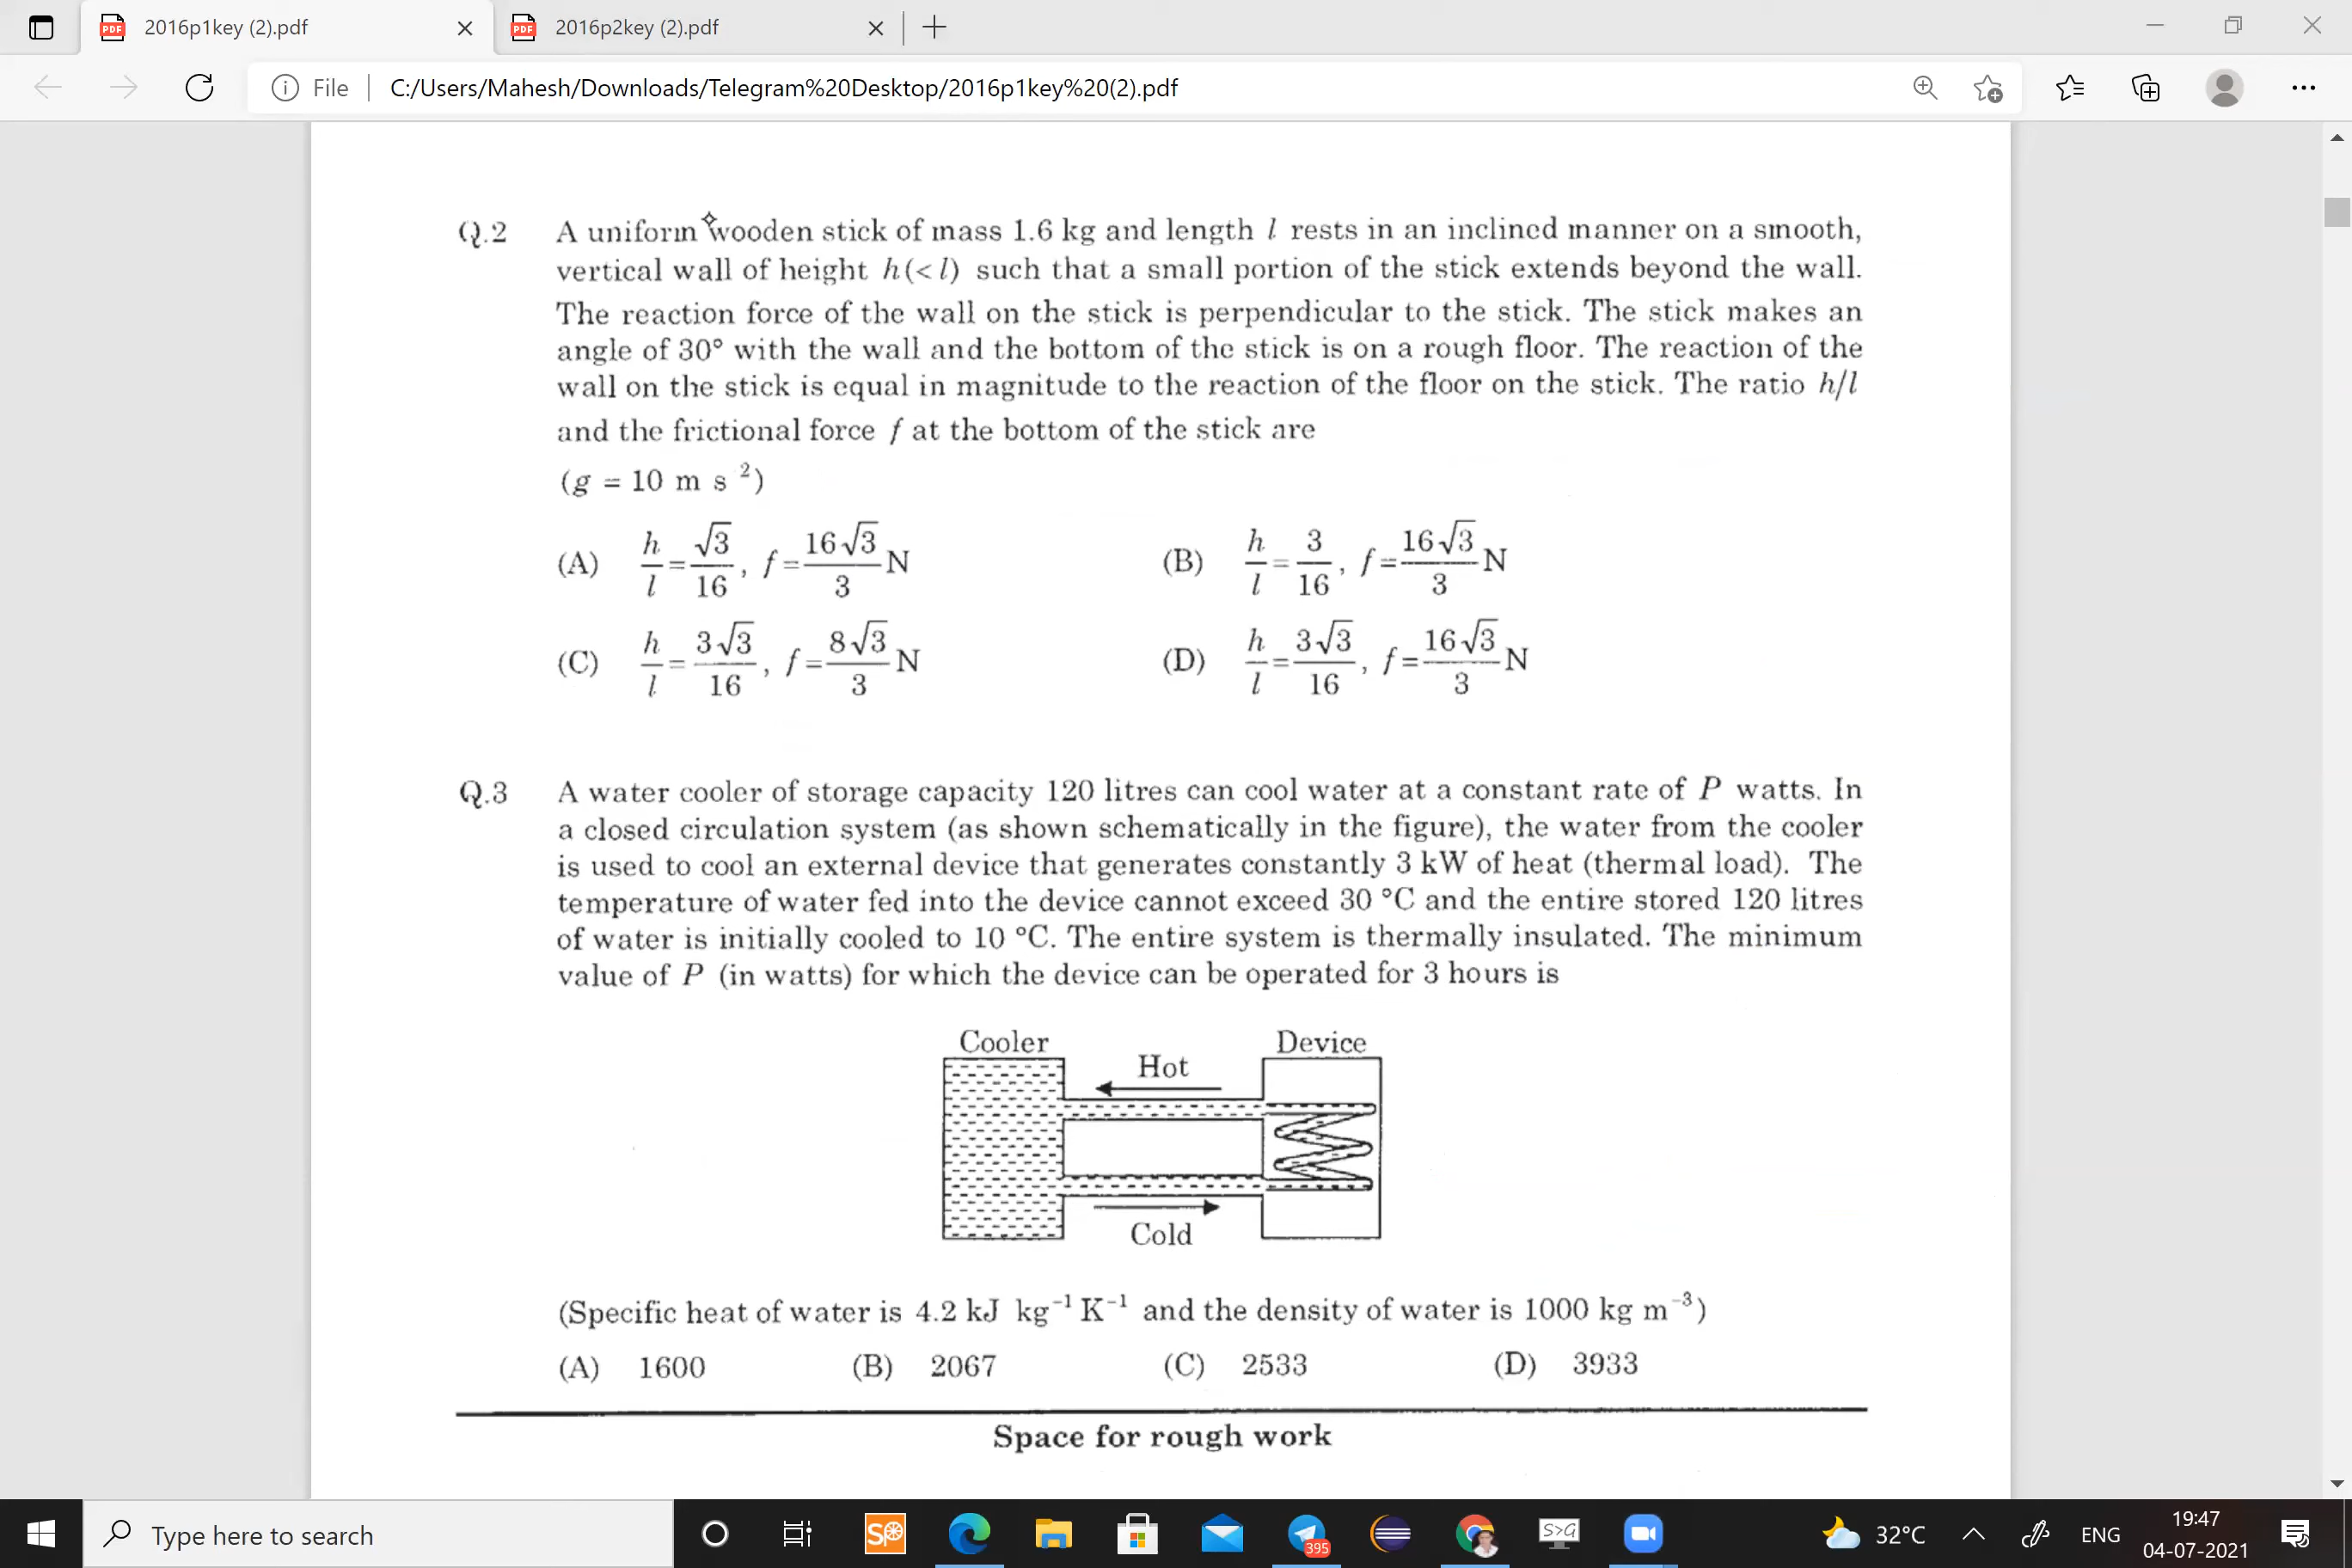 2016p1key (2).pdf
2016p2key (2).pdf
File
C:/Users/Mahesh/Downloads/Telegram%20Desktop/2016p1key%20(2).pdf
Q.2 A uniform wooden stick of mass 1.6 kg and length l rests in an inclined manner on a smooth,
vertical wall of height h(< l) such that a small portion of the stick extends beyond the wall.
The reaction force of the wall on the stick is perpendicular to the stick. The stick makes an
angle of 30° with the wall and the bottom of the stick is on a rough floor. The reaction of the
wall on the stick is equal in magnitude to the reaction of the floor on the stick. The ratio h/l
and the frictional force f at the bottom of the stick are
(g = 10 m s ²)
(A) h/l = √3/16, f = 16√3/3 N (B) h/l = 3/16, f = 16√3/3 N
(C) h/l = 3√3/16, f = 8√3/3 N (D) h/l = 3√3/16, f = 16√3/3 N
Q.3 A water cooler of storage capacity 120 litres can cool water at a constant rate of P watts. In
a closed circulation system (as shown schematically in the figure), the water from the cooler
is used to cool an external device that generates constantly 3 kW of heat (thermal load). The
temperature of water fed into the device cannot exceed 30 °C and the entire stored 120 litres
of water is initially cooled to 10 °C. The entire system is thermally insulated. The minimum
value of P (in watts) for which the device can be operated for 3 hours is
Cooler Device
Hot
Cold
(Specific heat of water is 4.2 kJ kg⁻¹ K⁻¹ and the density of water is 1000 kg m⁻³)
(A) 1600 (B) 2067 (C) 2533 (D) 3933
Space for rough work
Type here to search
SP
395
S>G
32°C
ENG
19:47
04-07-2021